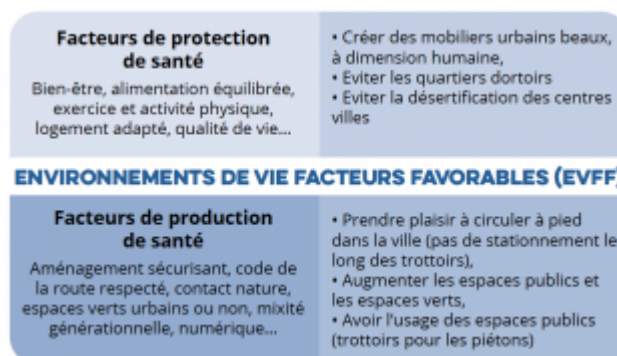 Facteurs de protection
de santé
Bien-être, alimentation équilibrée,
exercice et activité physique,
logement adapté, qualité de vie...
• Créer des mobiliers urbains beaux,
à dimension humaine,
• Eviter les quartiers dortoirs
• Eviter la désertification des centres
villes
ENVIRONNEMENTS DE VIE FACTEURS FAVORABLES (EVFF)
Facteurs de production
de santé
Aménagement sécurisant, code de
la route respecté, contact nature,
espaces verts urbains ou non, mixité
générationnelle, numérique...
• Prendre plaisir à circuler à pied
dans la ville (pas de stationnement le
long des trottoirs),
• Augmenter les espaces publics et
les espaces verts,
• Avoir l'usage des espaces publics
(trottoirs pour les piétons)